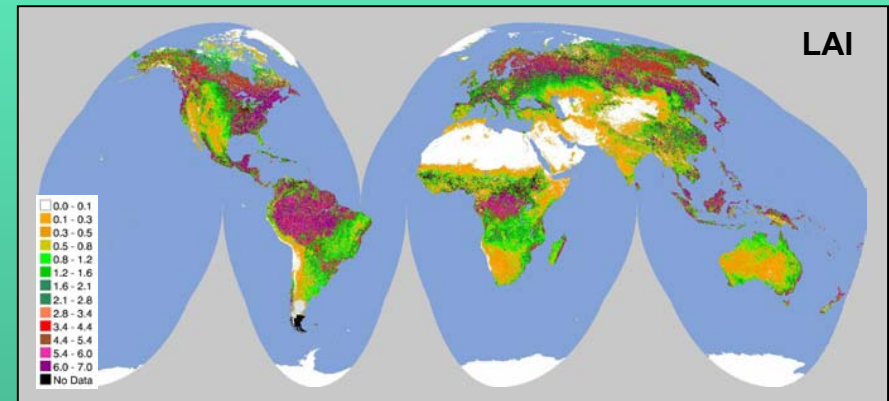 LAI
0.0 - 0.1
0.1 - 0.3
0.3 - 0.5
0.5 - 0.8
0.8 - 1.2
1.2 - 1.6
1.6 - 2.1
2.1 - 2.8
2.8 - 3.4
3.4 - 4.4
4.4 - 5.4
5.4 - 6.0
6.0 - 7.0
No Data